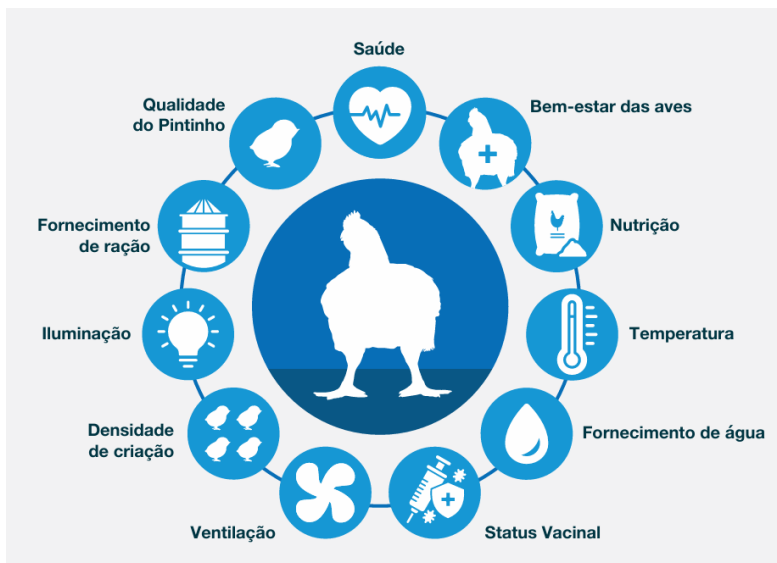 Saúde
Bem-estar das aves
Nutrição
Temperatura
Fornecimento de água
Status Vacinal
Ventilação
Densidade
de criação
Iluminação
Fornecimento
de ração
Qualidade
do Pintinho